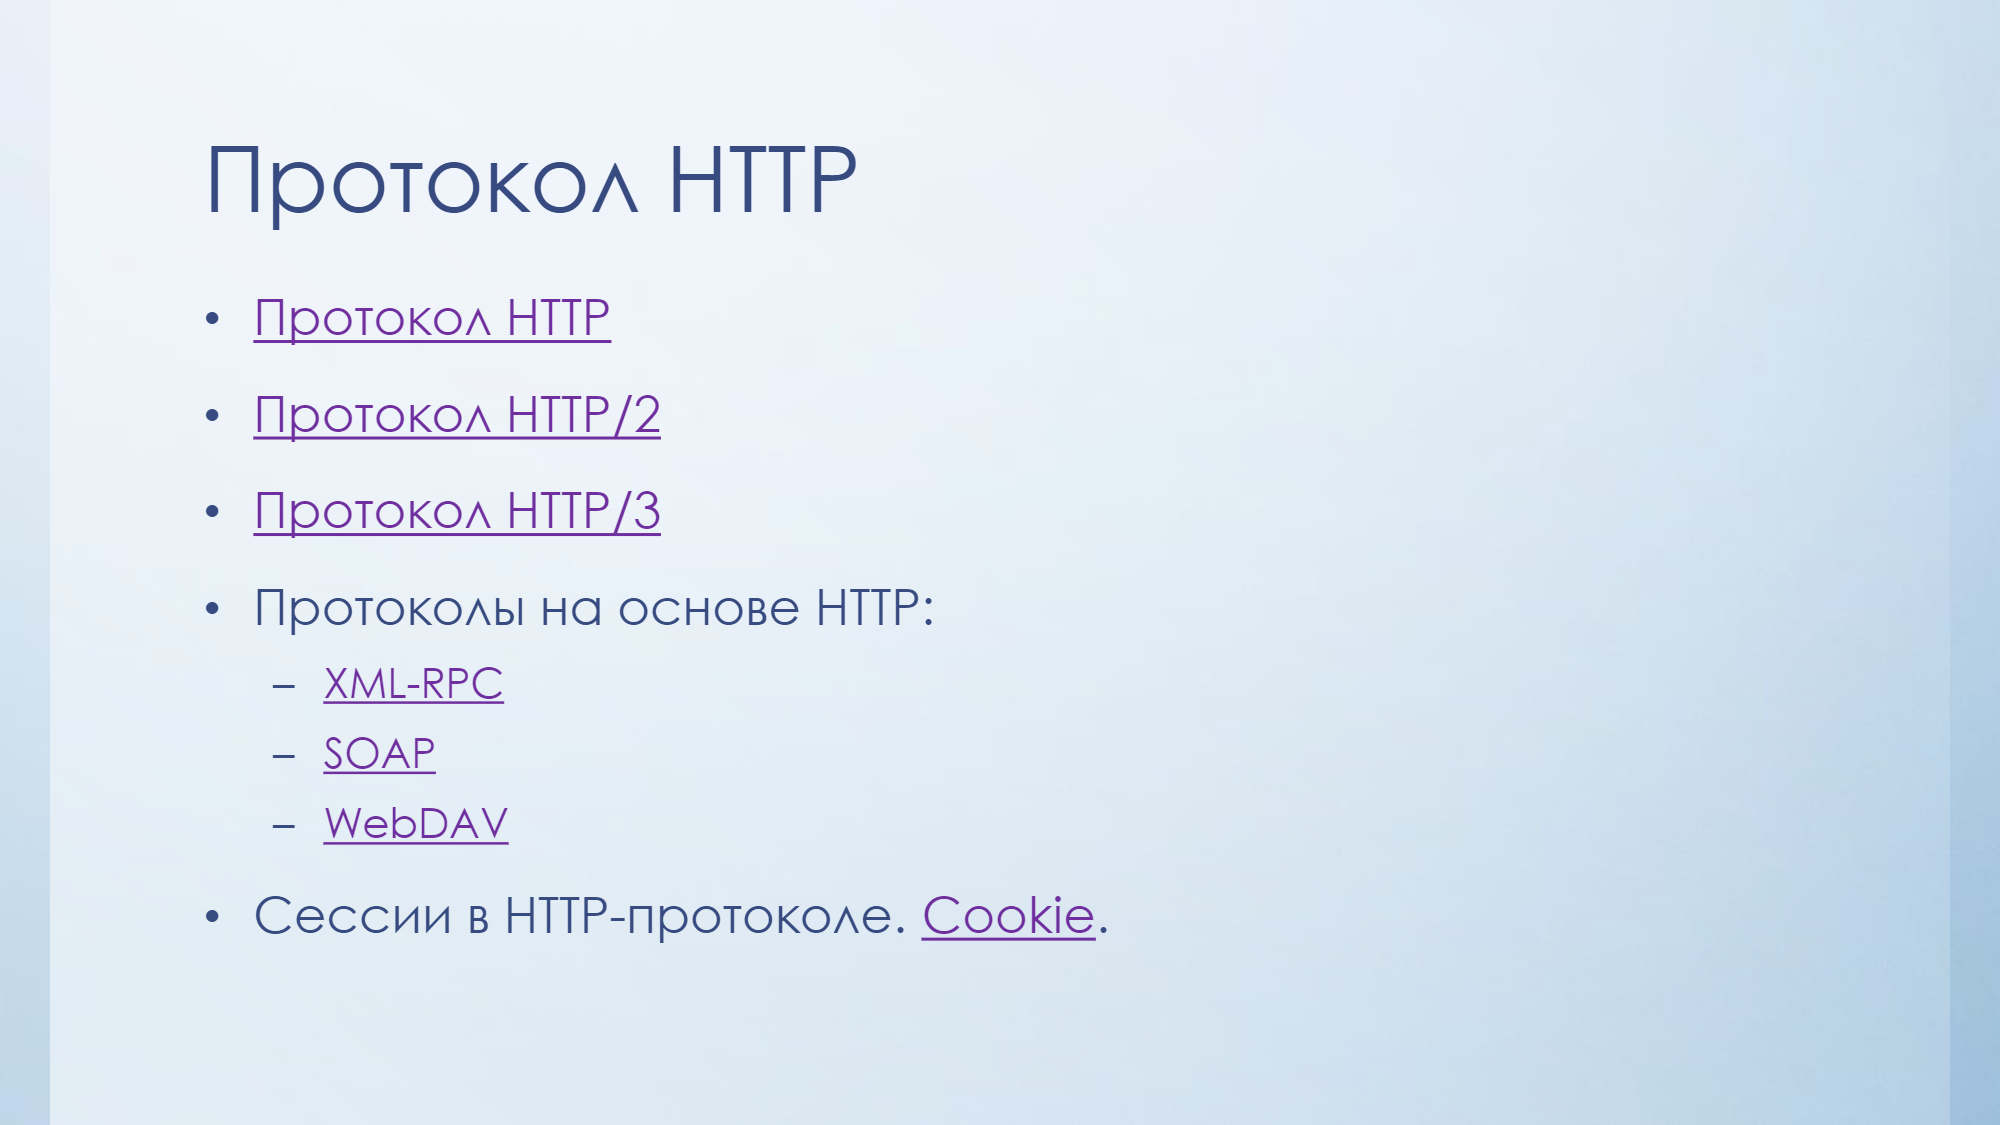 Протокол HTTP
• Протокол HTTP
• Протокол HTTP/2
• Протокол HTTP/3
• Протоколы на основе HTTP:
– XML-RPC
– SOAP
– WebDAV
• Сессии в HTTP-протоколе. Cookie.